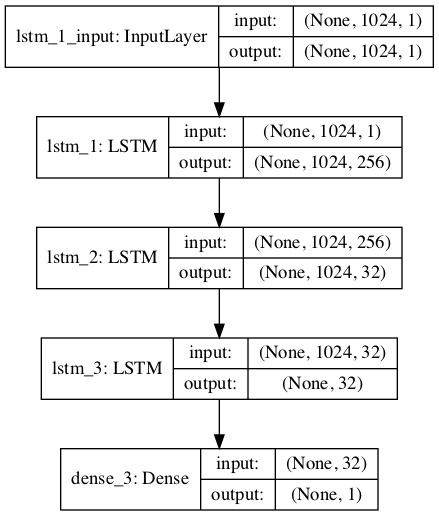 lstm_1_input: InputLayer
input: (None, 1024, 1)
output: (None, 1024, 1)
lstm_1: LSTM
input: (None, 1024, 1)
output: (None, 1024, 256)
lstm_2: LSTM
input: (None, 1024, 256)
output: (None, 1024, 32)
lstm_3: LSTM
input: (None, 1024, 32)
output: (None, 32)
dense_3: Dense
input: (None, 32)
output: (None, 1)